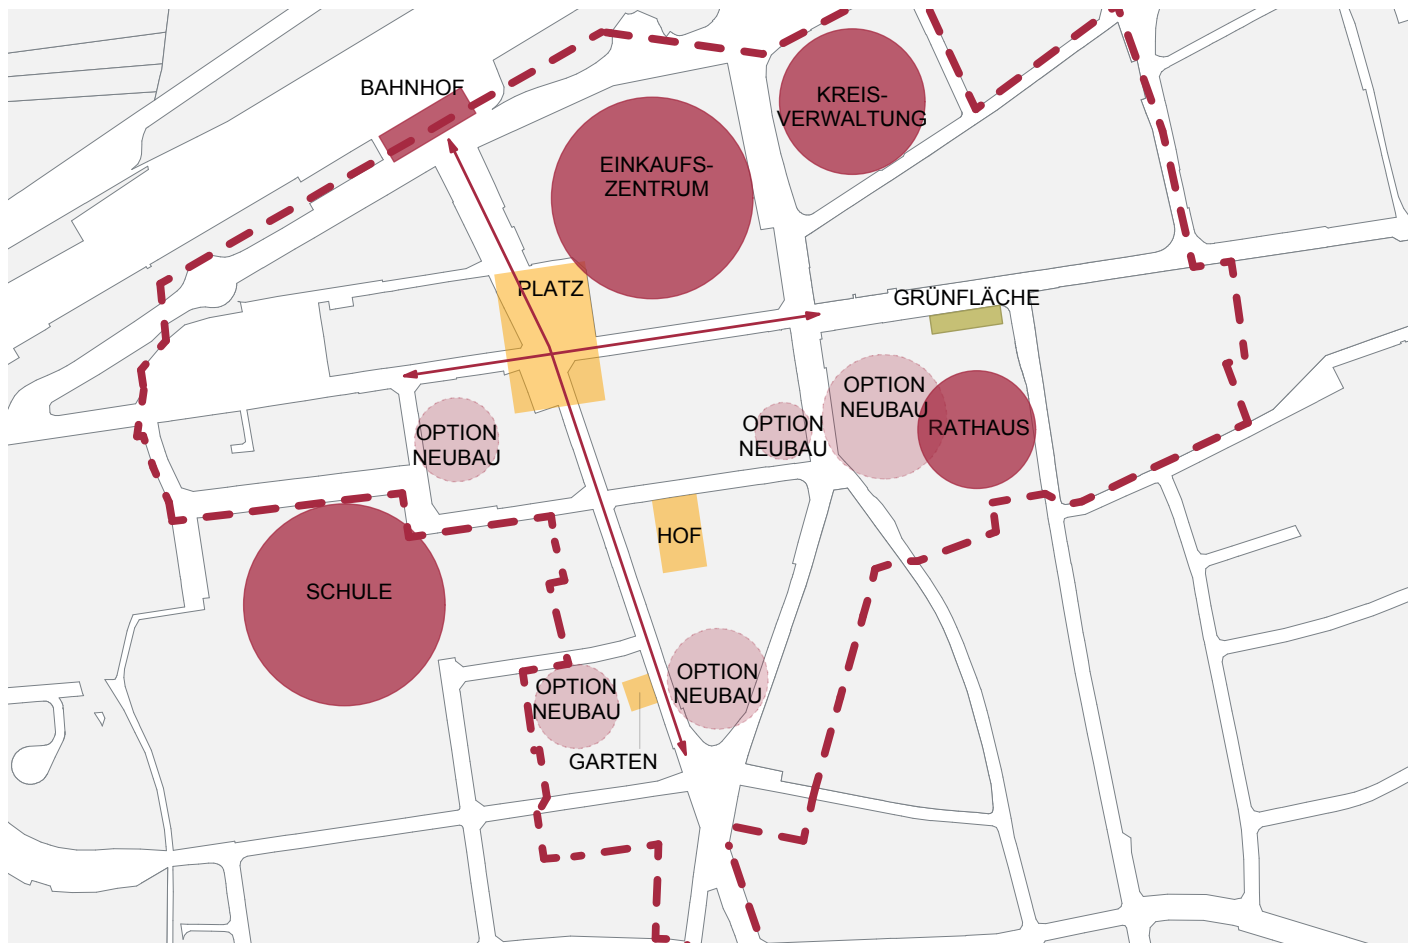 BAHNHOF
KREIS-
VERWALTUNG
EINKAUFS-
ZENTRUM
PLATZ
GRÜNFLÄCHE
OPTION
NEUBAU
RATHAUS
OPTION
NEUBAU
OPTION
NEUBAU
HOF
SCHULE
OPTION
NEUBAU
OPTION
NEUBAU
GARTEN